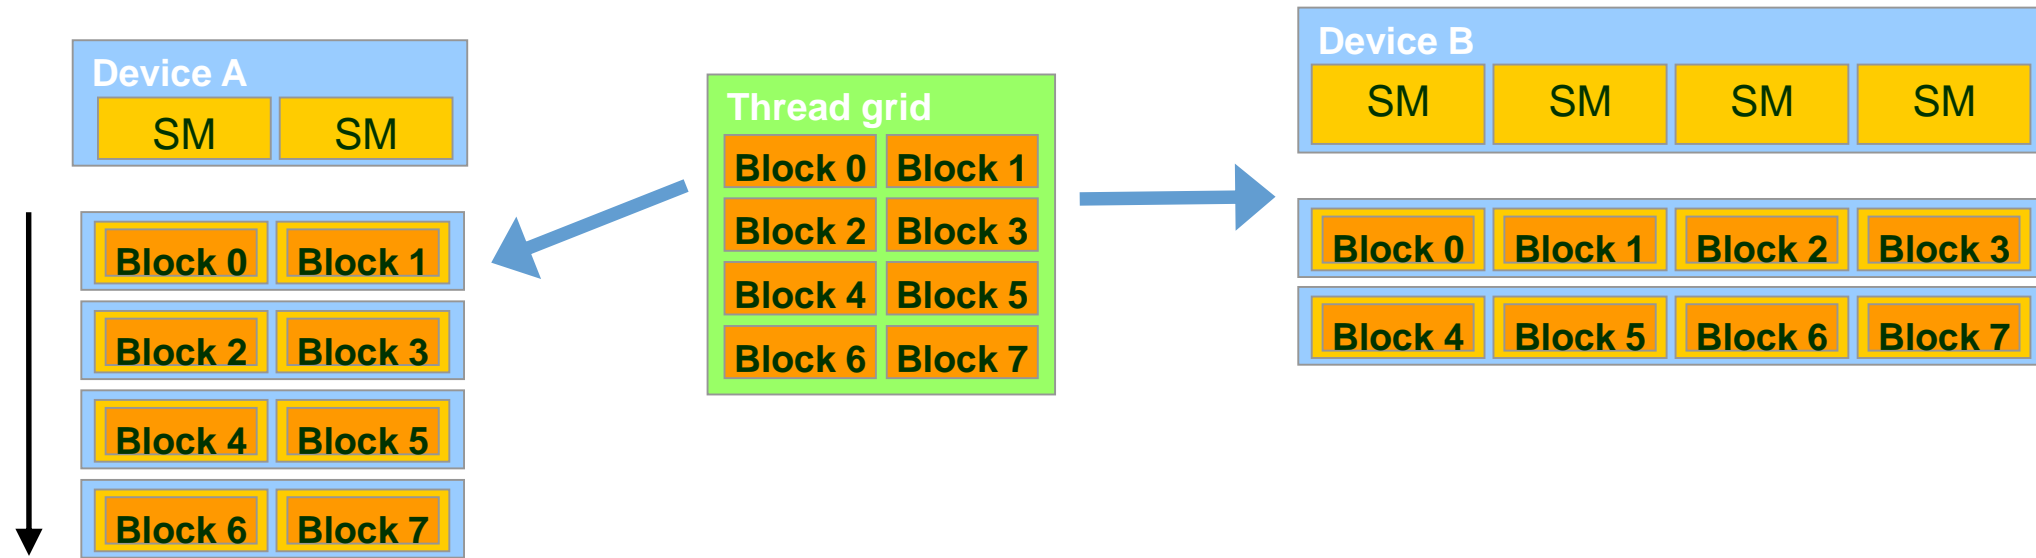 Device A
SM SM
Block 0 Block 1
Block 2 Block 3
Block 4 Block 5
Block 6 Block 7
Thread grid
Block 0 Block 1
Block 2 Block 3
Block 4 Block 5
Block 6 Block 7
Device B
SM SM SM SM
Block 0 Block 1 Block 2 Block 3
Block 4 Block 5 Block 6 Block 7